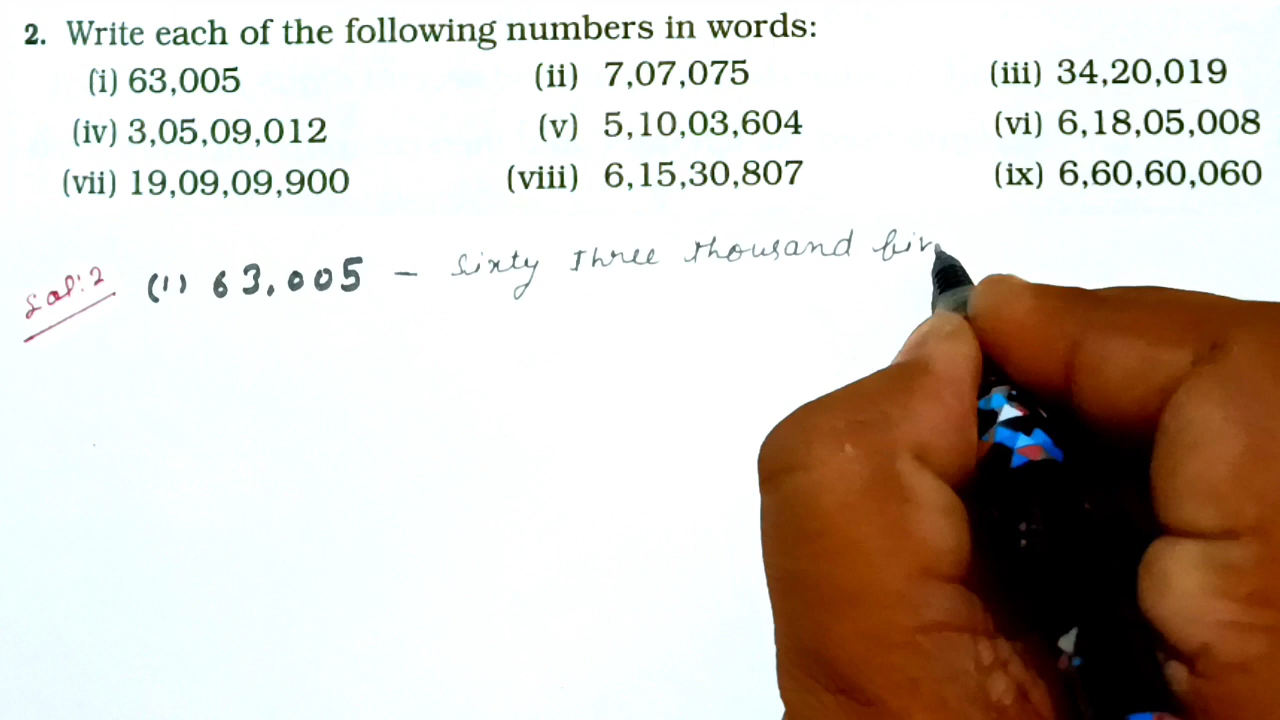 2. Write each of the following numbers in words:
(i) 63,005 (ii) 7,07,075 (iii) 34,20,019
(iv) 3,05,09,012 (v) 5,10,03,604 (vi) 6,18,05,008
(vii) 19,09,09,900 (viii) 6,15,30,807 (ix) 6,60,60,060
Sol:2 (i) 63,005 – Sixty three thousand fiv